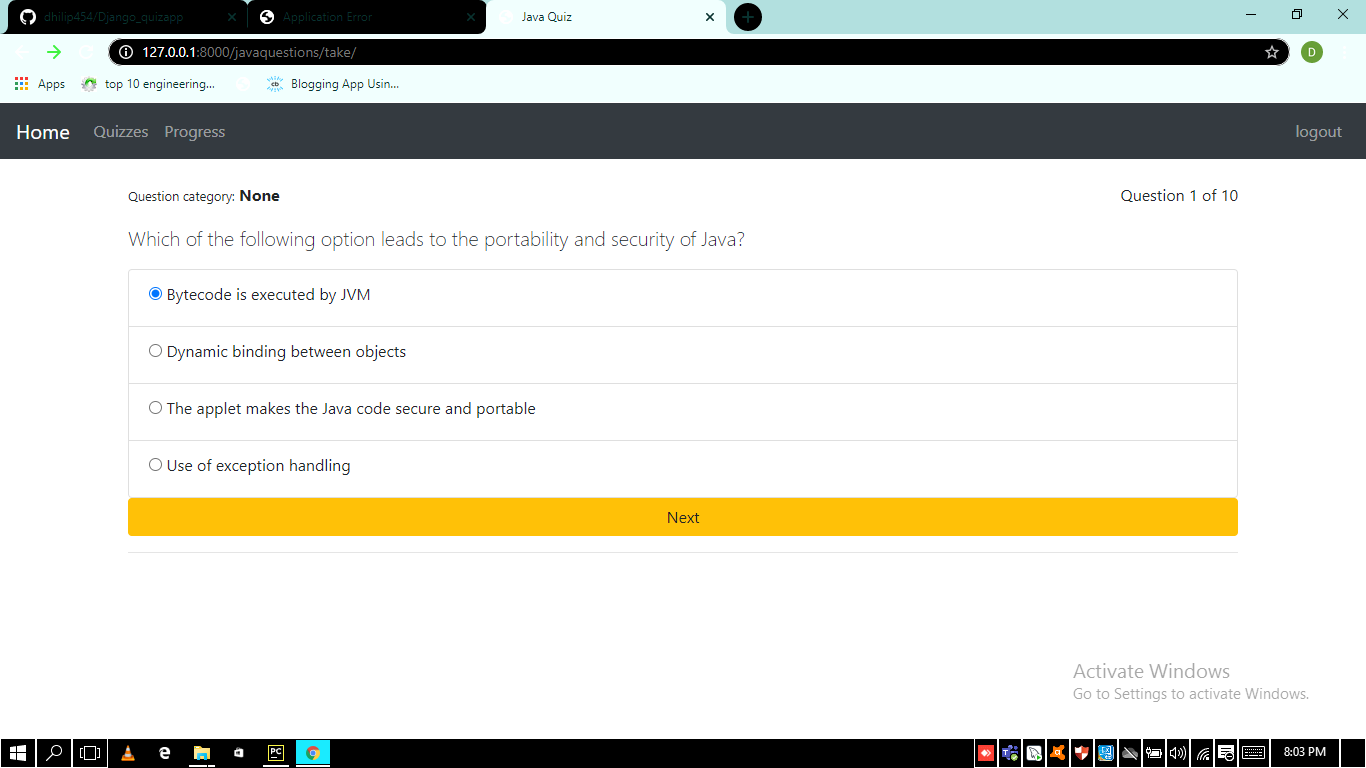 dhilip454/Django_quizapp
Application Error
Java Quiz
127.0.0.1:8000/javaquestions/take/
D
Apps
top 10 engineering...
Blogging App Usin...
Home
Quizzes
Progress
logout
Question category: None
Question 1 of 10
Which of the following option leads to the portability and security of Java?
Bytecode is executed by JVM
Dynamic binding between objects
The applet makes the Java code secure and portable
Use of exception handling
Next
Activate Windows
Go to Settings to activate Windows.
PC
8:03 PM